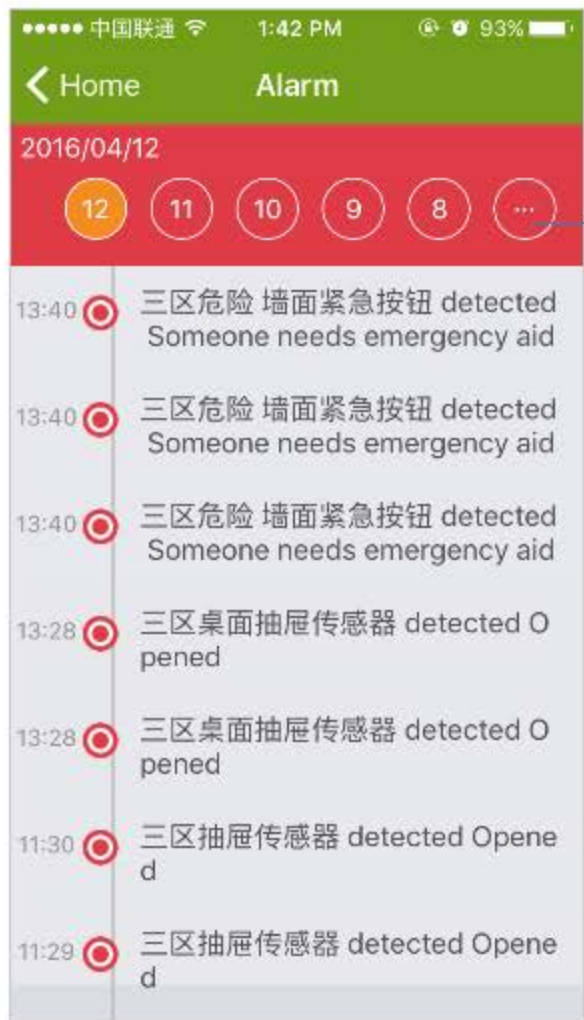 中国联通 1:42 PM 93%
Home Alarm
2016/04/12
12 11 10 9 8 ...
13:40 三区危险 墙面紧急按钮 detected
Someone needs emergency aid
13:40 三区危险 墙面紧急按钮 detected
Someone needs emergency aid
13:40 三区危险 墙面紧急按钮 detected
Someone needs emergency aid
13:28 三区桌面抽屉传感器 detected O
pened
13:28 三区桌面抽屉传感器 detected O
pened
11:30 三区抽屉传感器 detected Opene
d
11:29 三区抽屉传感器 detected Opene
d